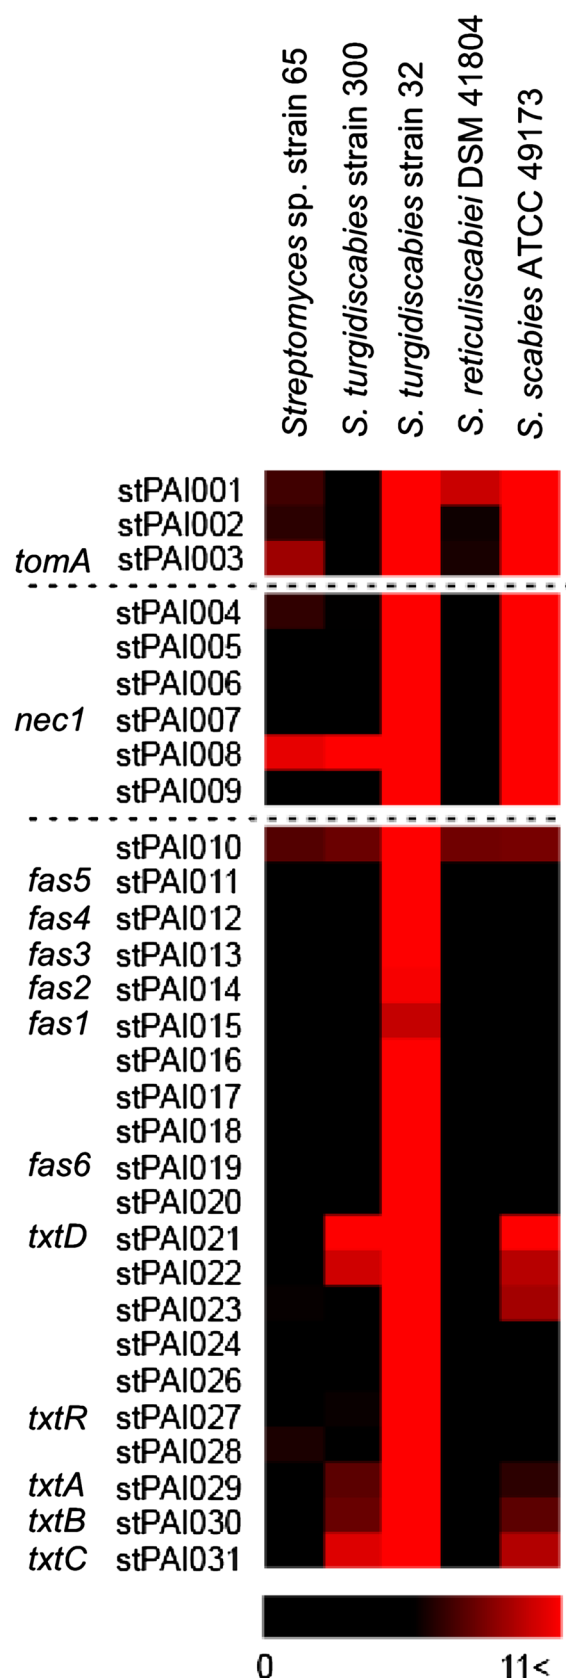 Streptomyces sp. strain 65
S. turgidiscabies strain 300
S. turgidiscabies strain 32
S. reticuliscabiei DSM 41804
S. scabies ATCC 49173
stPAI001
stPAI002
tomA stPAI003
stPAI004
stPAI005
stPAI006
nec1 stPAI007
stPAI008
stPAI009
stPAI010
fas5 stPAI011
fas4 stPAI012
fas3 stPAI013
fas2 stPAI014
fas1 stPAI015
stPAI016
stPAI017
stPAI018
fas6 stPAI019
stPAI020
txtD stPAI021
stPAI022
stPAI023
stPAI024
stPAI026
txtR stPAI027
stPAI028
txtA stPAI029
txtB stPAI030
txtC stPAI031
0 11<